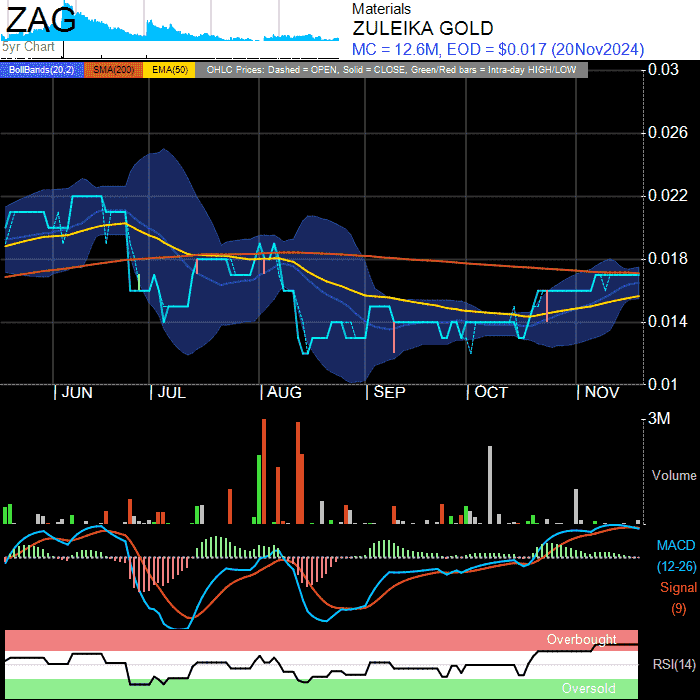 ZAG
5yr Chart
Materials
ZULEIKA GOLD
MC = 12.6M, EOD = $0.017 (20Nov2024)
BollBands(20,2) SMA(200) EMA(50) OHLC Prices: Dashed = OPEN, Solid = CLOSE, Green/Red bars = Intra-day HIGH/LOW
0.03
0.026
0.022
0.018
0.014
0.01
JUN JUL AUG SEP OCT NOV
3M
Volume
MACD
(12-26)
Signal
(9)
Overbought
RSI(14)
Oversold